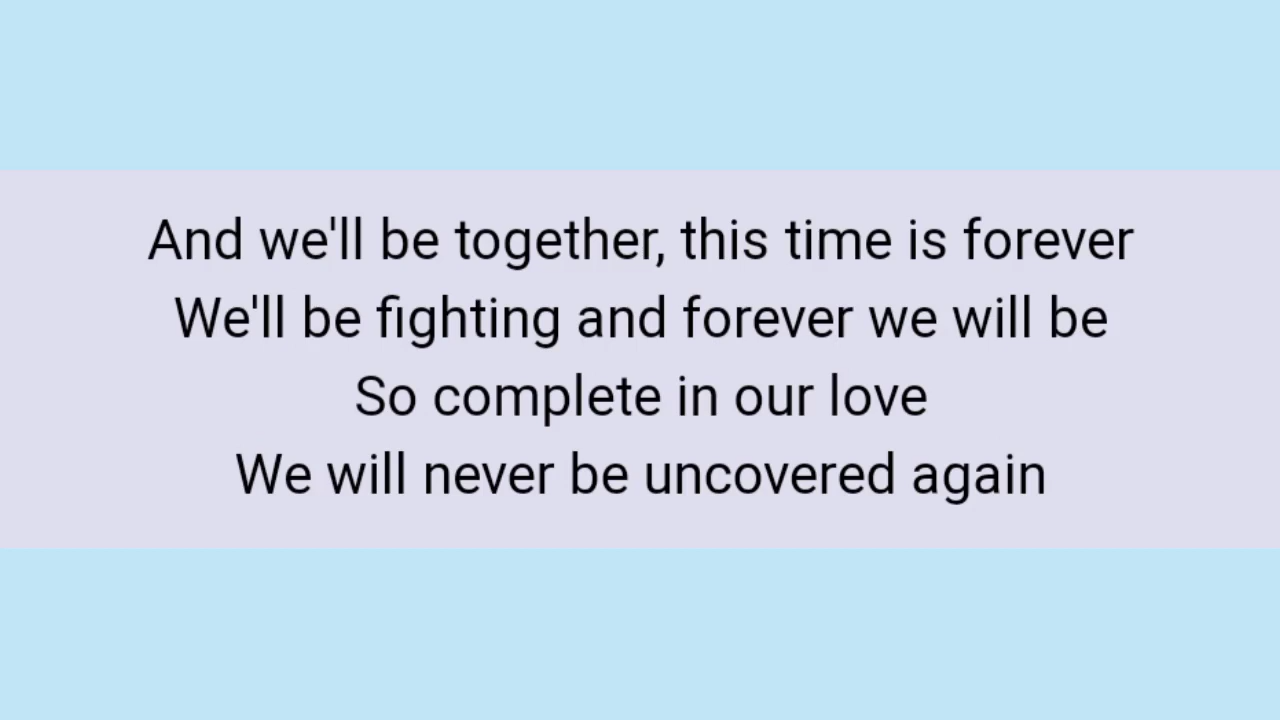 And we'll be together, this time is forever
We'll be fighting and forever we will be
So complete in our love
We will never be uncovered again